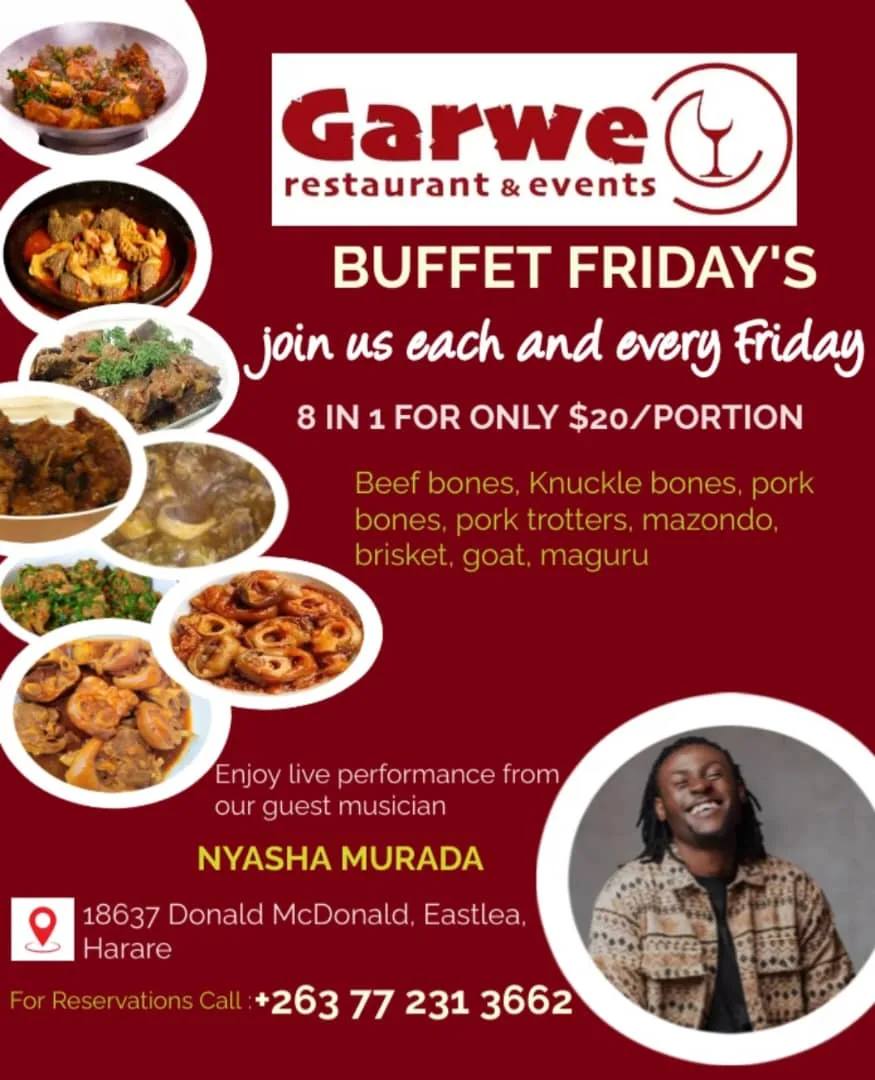 Garwe
restaurant & events
BUFFET FRIDAY'S
join us each and every Friday
8 IN 1 FOR ONLY $20/PORTION
Beef bones, Knuckle bones, pork
bones, pork trotters, mazondo,
brisket, goat, maguru
Enjoy live performance from
our guest musician
NYASHA MURADA
18637 Donald McDonald, Eastlea,
Harare
For Reservations Call :+263 77 231 3662